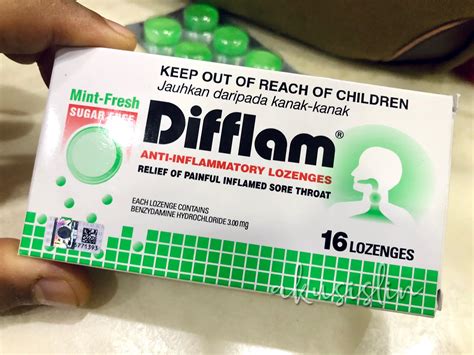 KEEP OUT OF REACH OF CHILDREN
Jauhkan daripada kanak-kanak
Mint-Fresh
SUGAR FREE
Difflam®
ANTI-INFLAMMATORY LOZENGES
RELIEF OF PAINFUL INFLAMED SORE THROAT
EACH LOZENGE CONTAINS
BENZYDAMINE HYDROCHLORIDE 3.00 mg
16 LOZENGES
akusislin